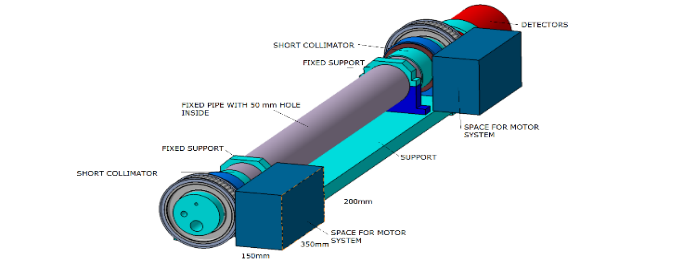 DETECTORS
SHORT COLLIMATOR
FIXED SUPPORT
FIXED PIPE WITH 50 mm HOLE
INSIDE
SPACE FOR MOTOR
SYSTEM
FIXED SUPPORT
SUPPORT
SHORT COLLIMATOR
200mm
SPACE FOR MOTOR
SYSTEM
350mm
150mm